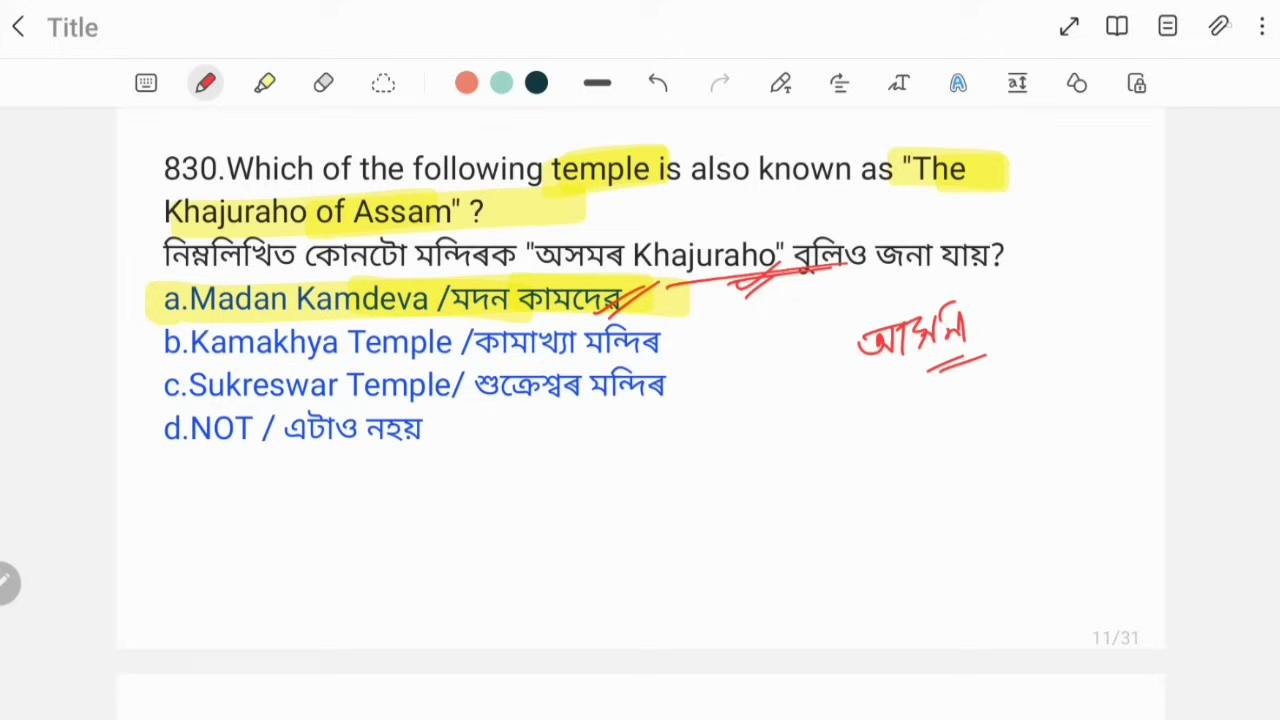 Title
830.Which of the following temple is also known as "The
Khajuraho of Assam" ?
নিম্নলিখিত কোনটো মন্দিৰক "অসমৰ Khajuraho" বুলিও জনা যায়?
a.Madan Kamdeva /মদন কামদেৱ
b.Kamakhya Temple /কামাখ্যা মন্দিৰ
c.Sukreswar Temple/ শুক্ৰেশ্বৰ মন্দিৰ
d.NOT / এটাও নহয়
11/31